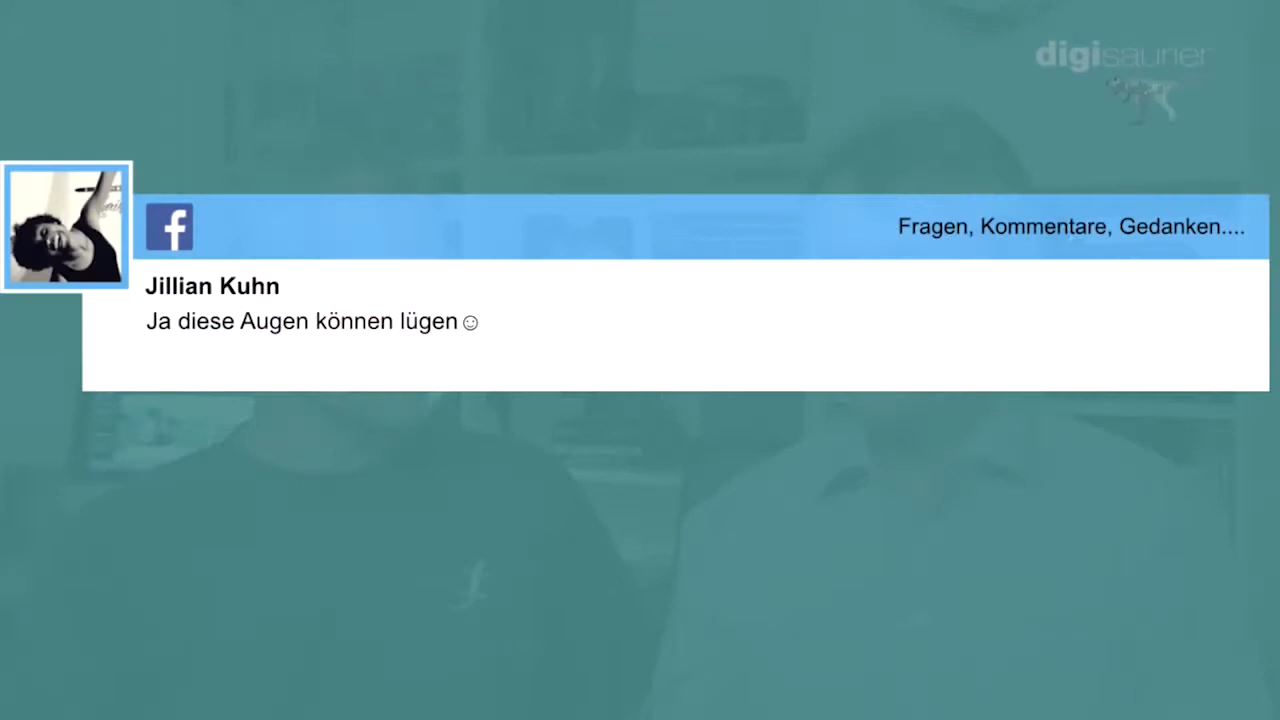 digisaurier
Fragen, Kommentare, Gedanken....
Jillian Kuhn
Ja diese Augen können lügen☺